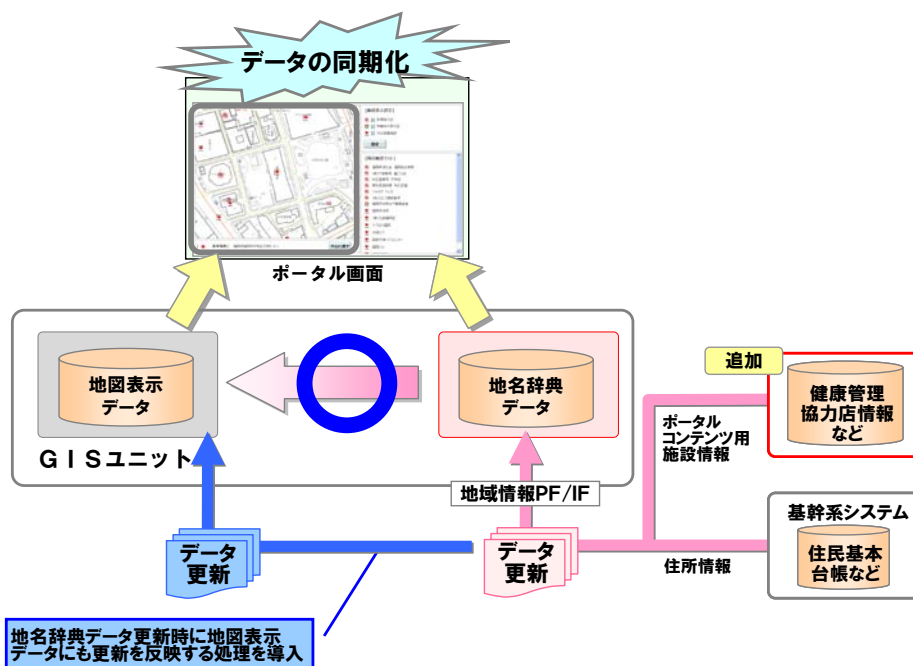 データの同期化
ポータル画面
地図表示
データ
地名辞典
データ
GISユニット
地域情報PF/IF
追加
健康管理
協力店情報
など
ポータル
コンテンツ用
施設情報
基幹系システム
住民基本
台帳など
住所情報
データ
更新
データ
更新
地名辞典データ更新時に地図表示
データにも更新を反映する処理を導入